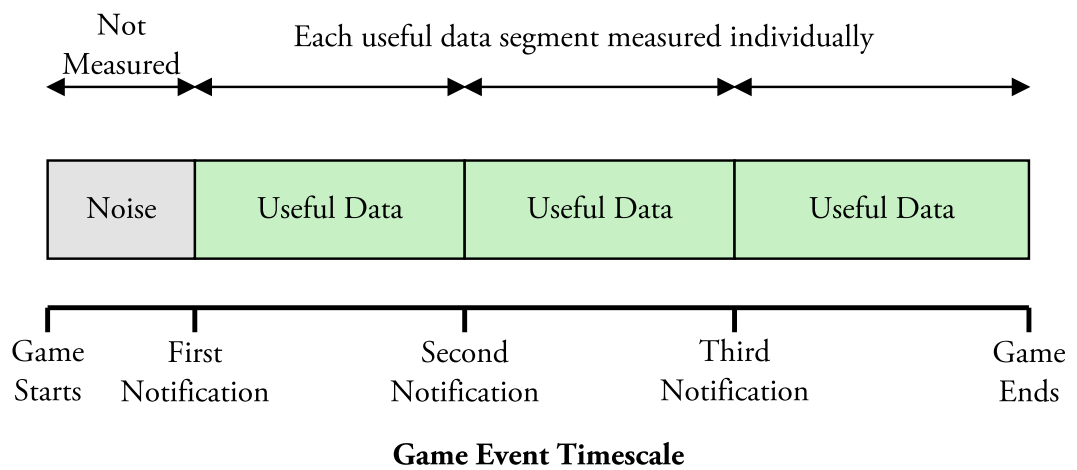 Not
Measured
Each useful data segment measured individually
Noise
Useful Data
Useful Data
Useful Data
Game
Starts
First
Notification
Second
Notification
Third
Notification
Game
Ends
Game Event Timescale